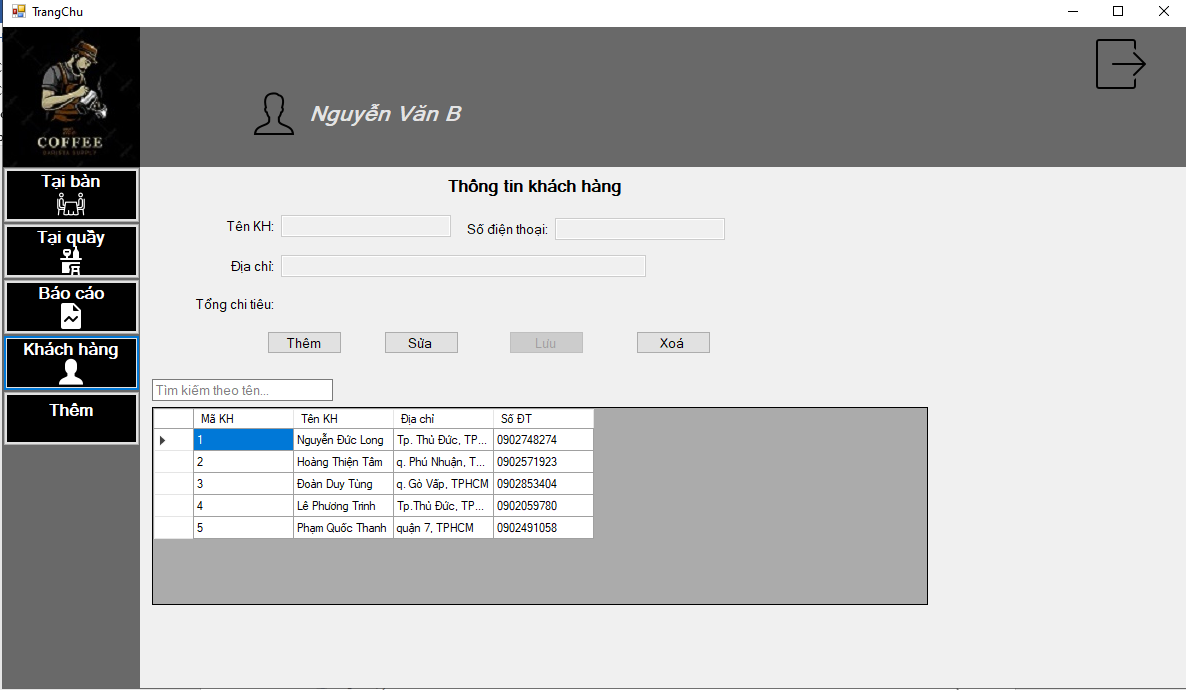 TrangChu
COFFEE
Nguyễn Văn B
Tại bàn
Tại quầy
Báo cáo
Khách hàng
Thêm
Thông tin khách hàng
Tên KH:
Số điện thoại:
Địa chỉ:
Tổng chi tiêu:
Thêm Sửa Lưu Xoá
Tìm kiếm theo tên...
Mã KH Tên KH Địa chỉ Số ĐT
1 Nguyễn Đức Long Tp. Thủ Đức, TP... 0902748274
2 Hoàng Thiện Tâm q. Phú Nhuận, T... 0902571923
3 Đoàn Duy Tùng q. Gò Vấp, TPHCM 0902853404
4 Lê Phương Trinh Tp.Thủ Đức, TP... 0902059780
5 Phạm Quốc Thanh quận 7, TPHCM 0902491058